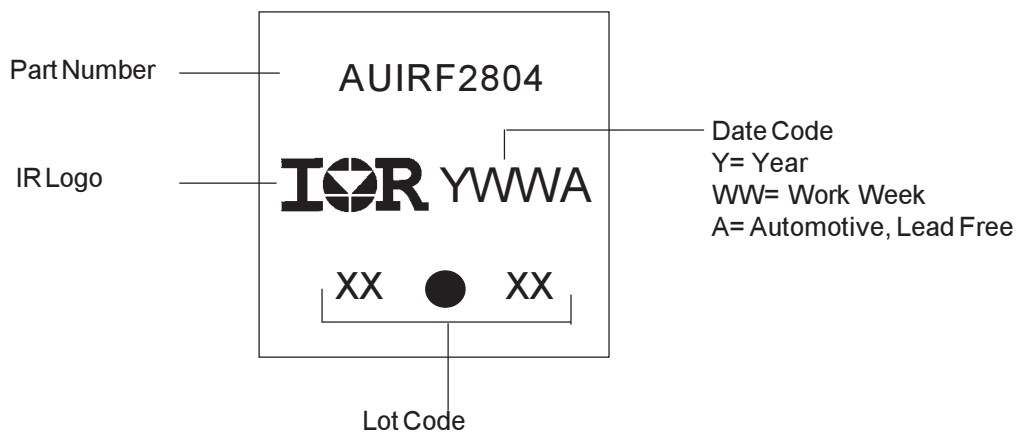 Part Number
AUIRF2804
IR Logo
IOR YWWA
Date Code
Y= Year
WW= Work Week
A= Automotive, Lead Free
XX XX
Lot Code